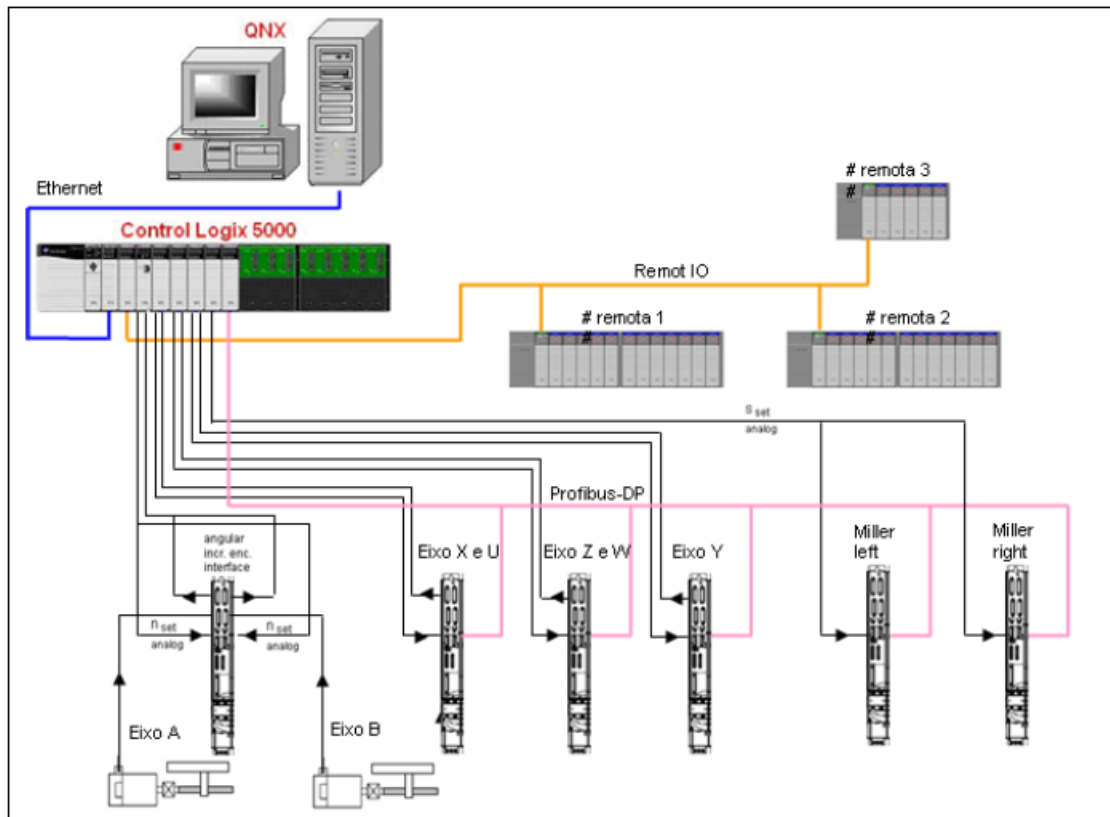 QNX
Ethernet
Control Logix 5000
# remota 3
#
Remot IO
# remota 1
#
# remota 2
#
s set
analog
Profibus-DP
angular
incr. enc.
interface
Eixo X e U
Eixo Z e W
Eixo Y
Miller
left
Miller
right
n set
analog
n set
analog
Eixo A
Eixo B